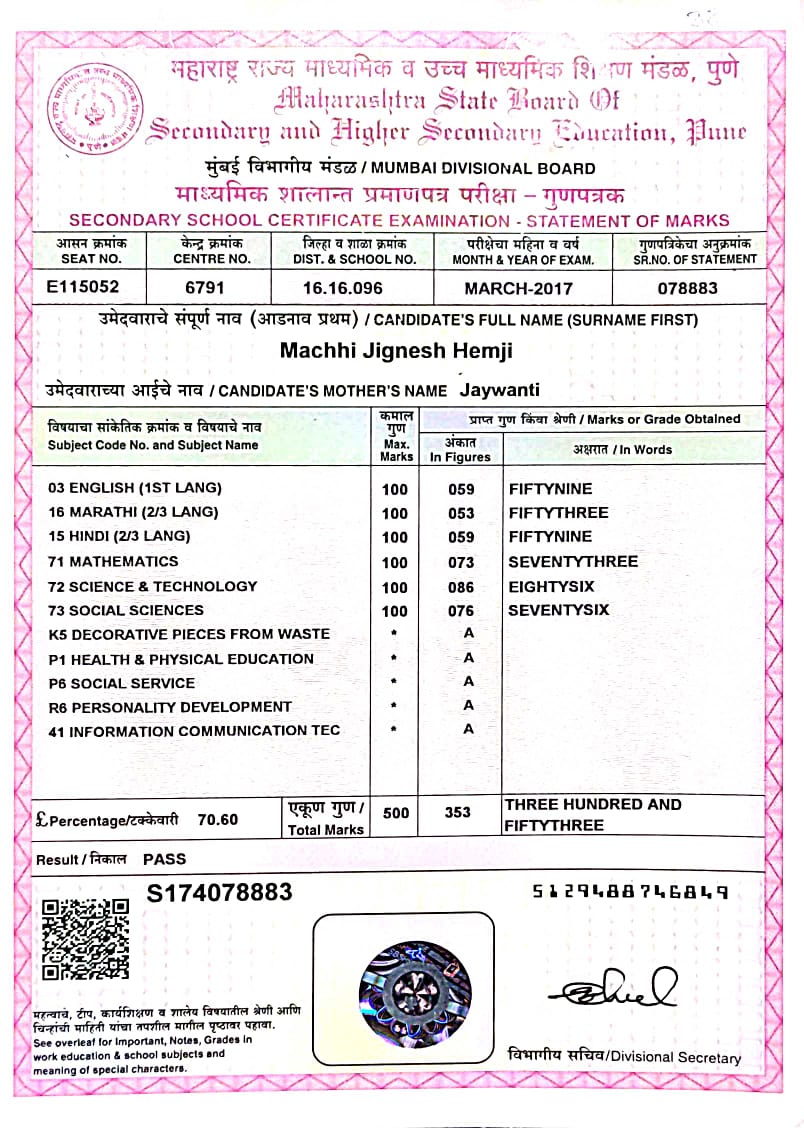 महाराष्ट्र राज्य माध्यमिक व उच्च माध्यमिक शि  ण मंडळ, पुणे
Maharashtra State Board Of
Secondary and Higher Secondary Education, Pune
मुंबई विभागीय मंडळ / MUMBAI DIVISIONAL BOARD
माध्यमिक शालान्त प्रमाणपत्र परीक्षा – गुणपत्रक
SECONDARY SCHOOL CERTIFICATE EXAMINATION - STATEMENT OF MARKS
आसन क्रमांक केन्द्र क्रमांक जिल्हा व शाळा क्रमांक परीक्षेचा महिना व वर्ष गुणपत्रिकेचा अनुक्रमांक
SEAT NO. CENTRE NO. DIST. & SCHOOL NO. MONTH & YEAR OF EXAM. SR.NO. OF STATEMENT
E115052 6791 16.16.096 MARCH-2017 078883
उमेदवाराचे संपूर्ण नाव (आडनाव प्रथम) / CANDIDATE'S FULL NAME (SURNAME FIRST)
Machhi Jignesh Hemji
उमेदवाराच्या आईचे नाव / CANDIDATE'S MOTHER'S NAME Jaywanti
विषयाचा सांकेतिक क्रमांक व विषयाचे नाव
Subject Code No. and Subject Name
कमाल
गुण
Max.
Marks
प्राप्त गुण किंवा श्रेणी / Marks or Grade Obtained
अंकात
In Figures
अक्षरात / In Words
03 ENGLISH (1ST LANG) 100 059 FIFTYNINE
16 MARATHI (2/3 LANG) 100 053 FIFTYTHREE
15 HINDI (2/3 LANG) 100 059 FIFTYNINE
71 MATHEMATICS 100 073 SEVENTYTHREE
72 SCIENCE & TECHNOLOGY 100 086 EIGHTYSIX
73 SOCIAL SCIENCES 100 076 SEVENTYSIX
K5 DECORATIVE PIECES FROM WASTE * A
P1 HEALTH & PHYSICAL EDUCATION * A
P6 SOCIAL SERVICE * A
R6 PERSONALITY DEVELOPMENT * A
41 INFORMATION COMMUNICATION TEC * A
£ Percentage/टक्केवारी 70.60
एकूण गुण /
Total Marks
500 353
THREE HUNDRED AND
FIFTYTHREE
Result / निकाल PASS
S174078883
5129488746849
महत्वाचे, टीप, कार्यशिक्षण व शालेय विषयातील श्रेणी आणि
चिन्हांची माहिती यांचा तपशील मागील पृष्ठावर पहावा.
See overleaf for Important, Notes, Grades in
work education & school subjects and
meaning of special characters.
विभागीय सचिव/Divisional Secretary